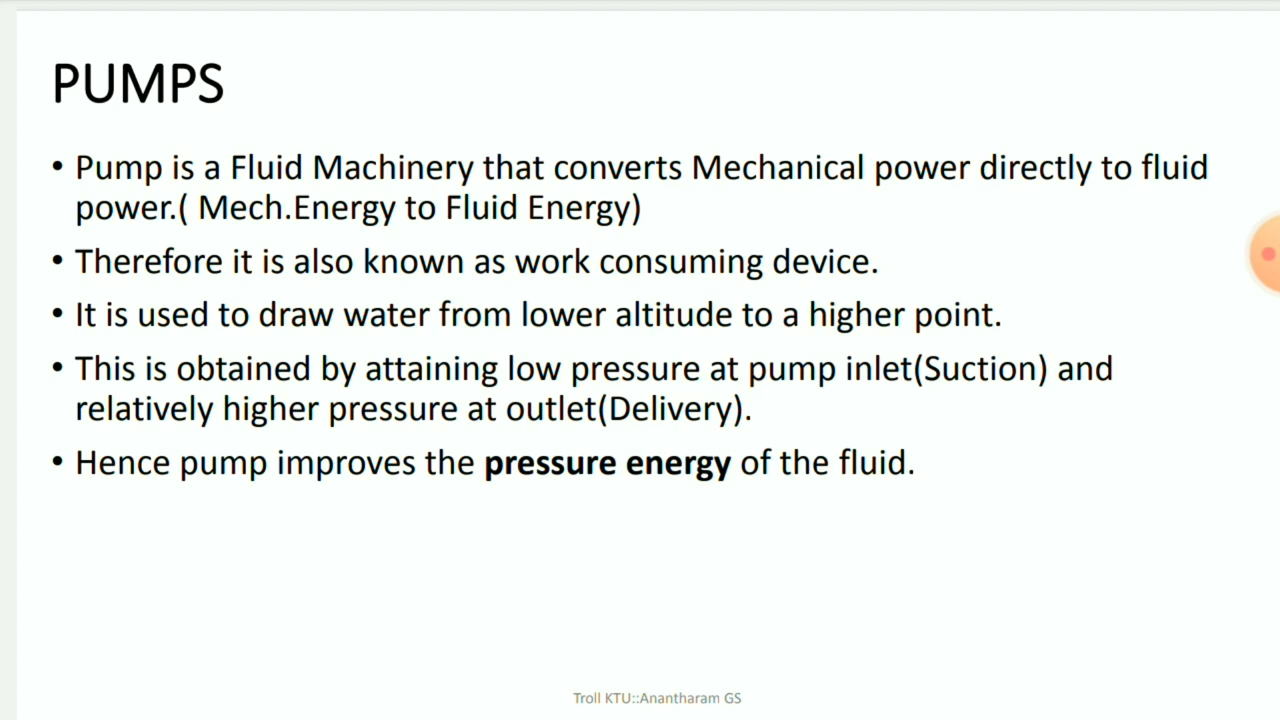 PUMPS
• Pump is a Fluid Machinery that converts Mechanical power directly to fluid
power.( Mech.Energy to Fluid Energy)
• Therefore it is also known as work consuming device.
• It is used to draw water from lower altitude to a higher point.
• This is obtained by attaining low pressure at pump inlet(Suction) and
relatively higher pressure at outlet(Delivery).
• Hence pump improves the pressure energy of the fluid.
Troll KTU::Anantharam GS